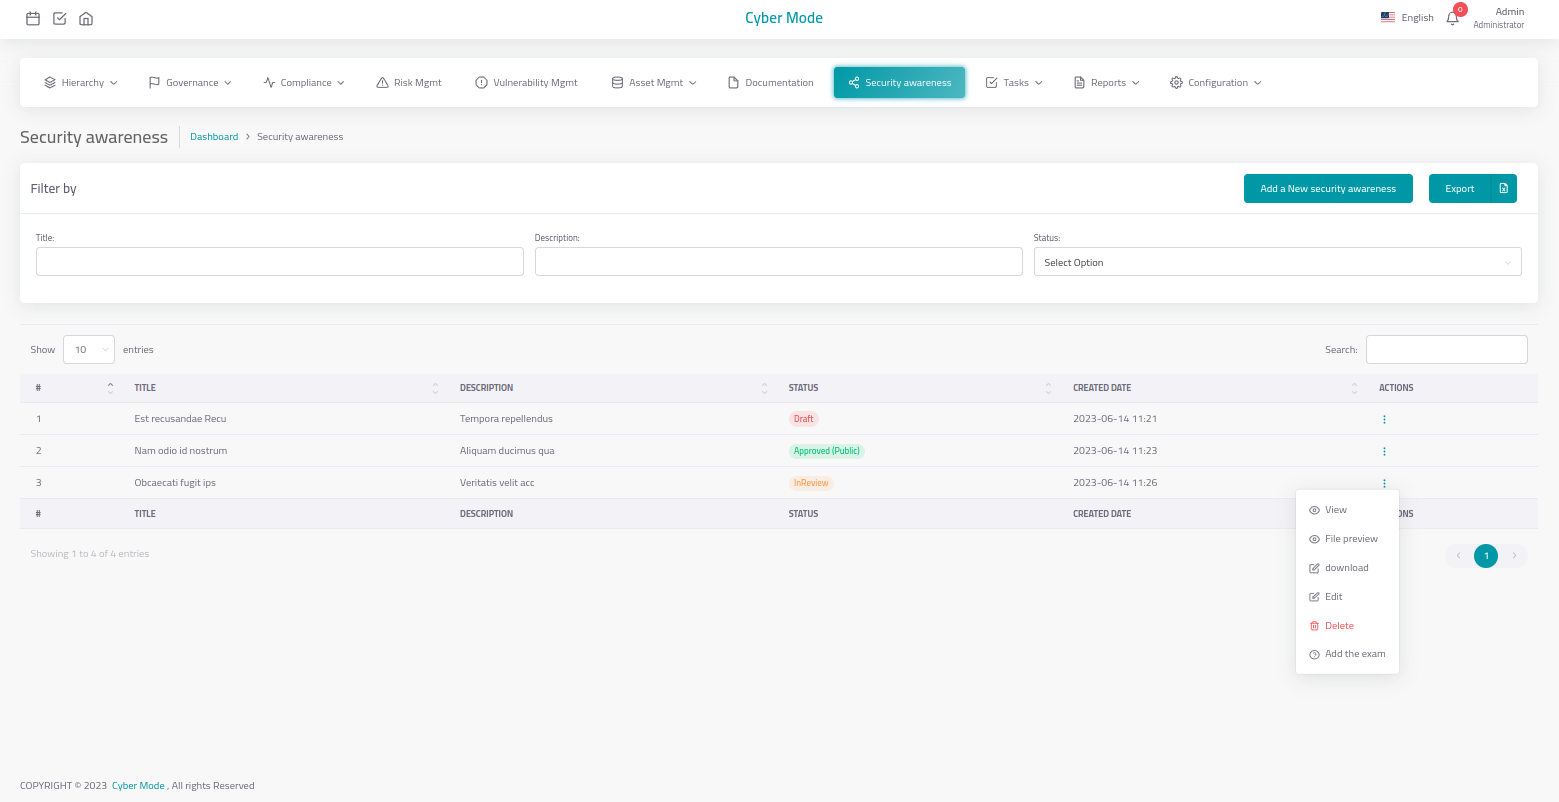 Cyber Mode
English
0
Admin
Administrator
Hierarchy
Governance
Compliance
Risk Mgmt
Vulnerability Mgmt
Asset Mgmt
Documentation
Security awareness
Tasks
Reports
Configuration
Security awareness
Dashboard > Security awareness
Filter by
Add a New security awareness
Export
Title:
Description:
Status:
Select Option
Show 10 entries
Search:
# TITLE DESCRIPTION STATUS CREATED DATE ACTIONS
1 Est recusandae Recu Tempora repellendus Draft 2023-06-14 11:21
2 Nam odio id nostrum Aliquam ducimus qua Approved (Public) 2023-06-14 11:23
3 Obcaecati fugit ips Veritatis velit acc InReview 2023-06-14 11:26
# TITLE DESCRIPTION STATUS CREATED DATE ONS
View
File preview
download
Edit
Delete
Add the exam
Showing 1 to 4 of 4 entries
1
COPYRIGHT © 2023 Cyber Mode , All rights Reserved